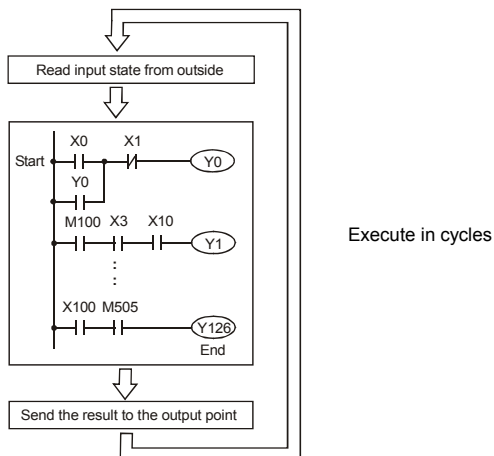 Read input state from outside
X0 X1
Start Y0
Y0
M100 X3 X10
Y1
X100 M505
Y126
End
Send the result to the output point
Execute in cycles